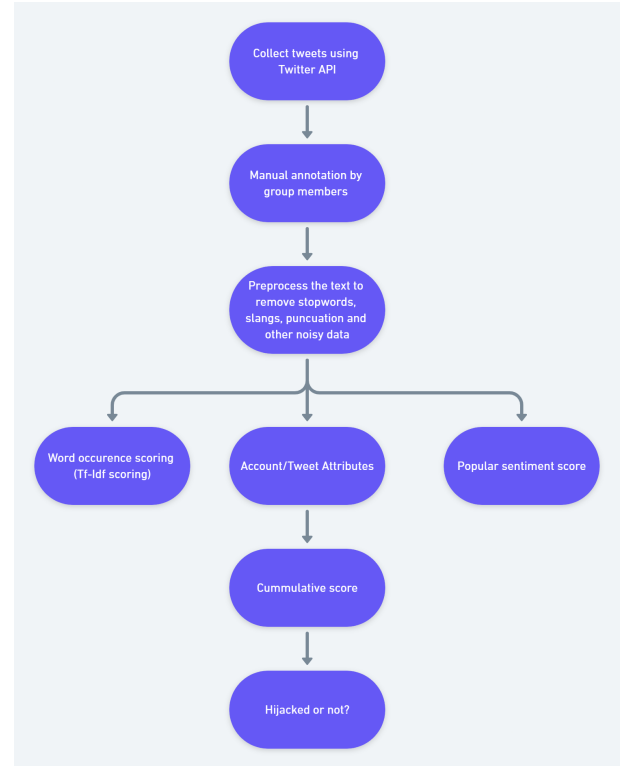 Collect tweets using
Twitter API
Manual annotation by
group members
Preprocess the text to
remove stopwords,
slangs, puncuation and
other noisy data
Word occurence scoring
(Tf-Idf scoring)
Account/Tweet Attributes
Popular sentiment score
Cummulative score
Hijacked or not?